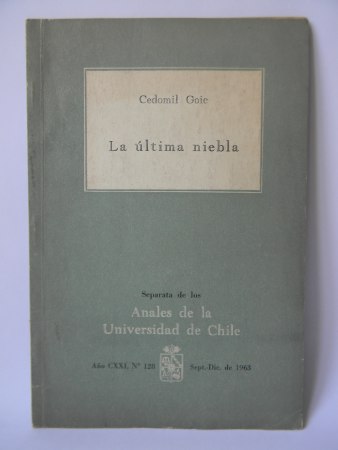 Cedomil Goic
La última niebla
Separata de los
Anales de la
Universidad de Chile
Año CXXI, Nº 128 Sept.-Dic. de 1963